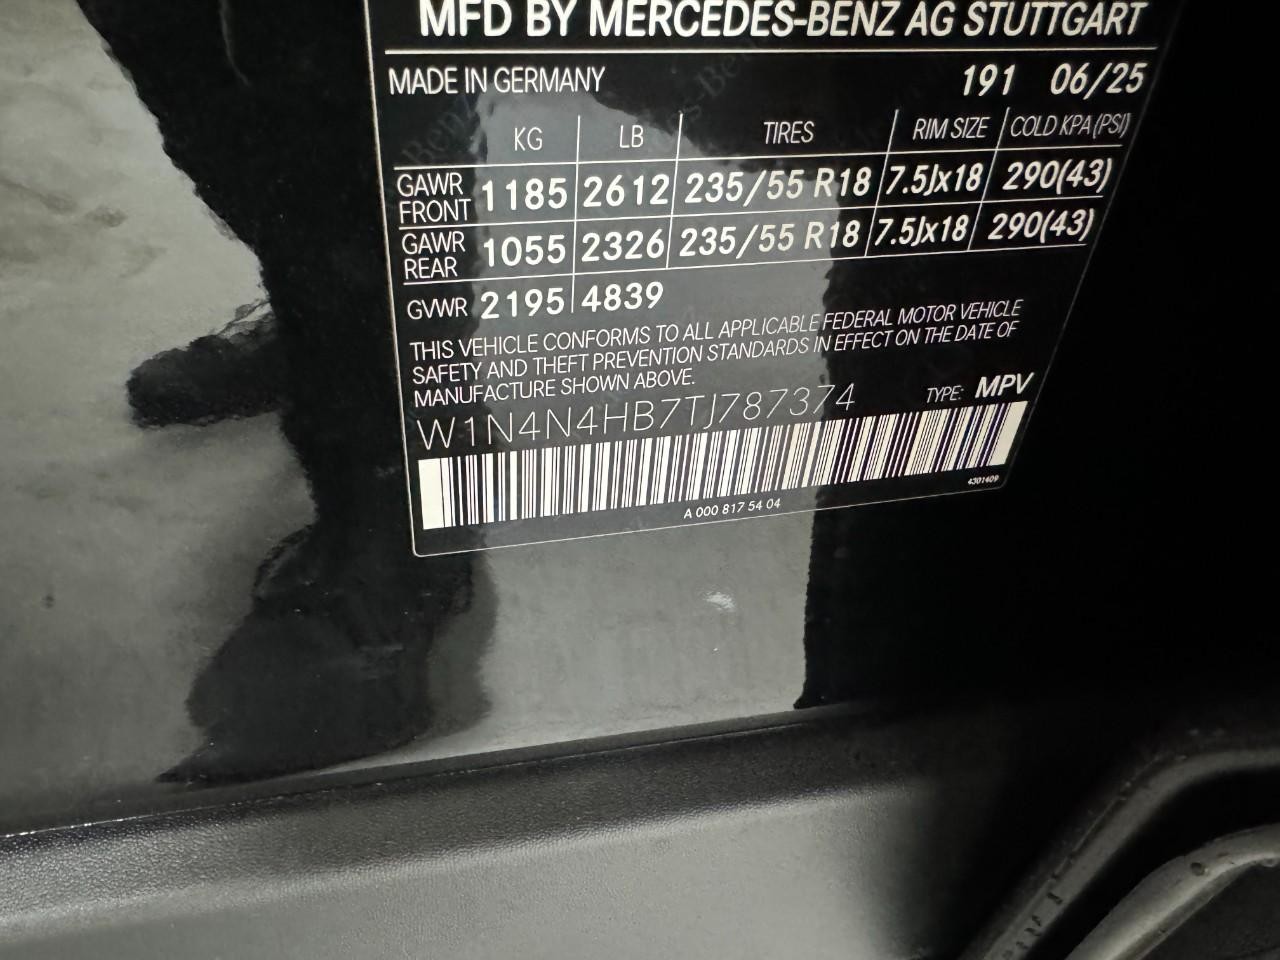 MFD BY MERCEDES-BENZ AG STUTTGART
MADE IN GERMANY 191 06/25
KG LB TIRES RIM SIZE COLD KPA (PSI)
GAWR FRONT 1185 2612 235/55 R18 7.5Jx18 290(43)
GAWR REAR 1055 2326 235/55 R18 7.5Jx18 290(43)
GVWR 2195 4839
THIS VEHICLE CONFORMS TO ALL APPLICABLE FEDERAL MOTOR VEHICLE
SAFETY AND THEFT PREVENTION STANDARDS IN EFFECT ON THE DATE OF
MANUFACTURE SHOWN ABOVE.
W1N4N4HB7TJ787374 TYPE: MPV
A 000 817 54 04 4301409